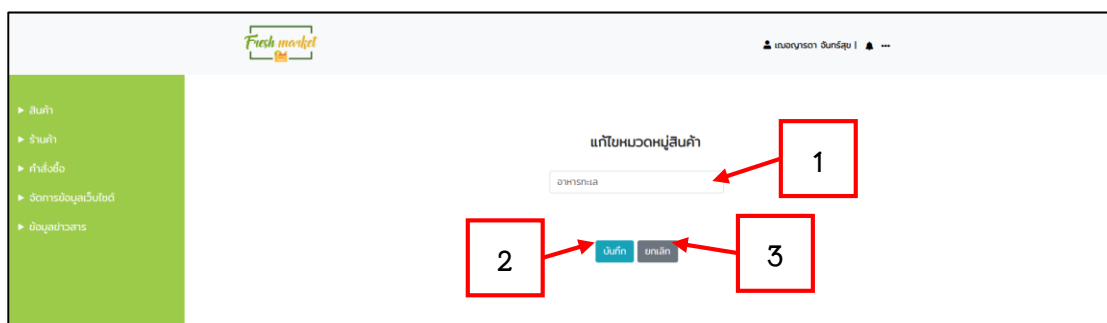 Fresh market
เฌอญารดา จันทร์สุข |
สินค้า
ร้านค้า
คำสั่งซื้อ
จัดการข้อมูลเว็บไซต์
ข้อมูลข่าวสาร
แก้ไขหมวดหมู่สินค้า
1
อาหารทะเล
2
บันทึก ยกเลิก
3